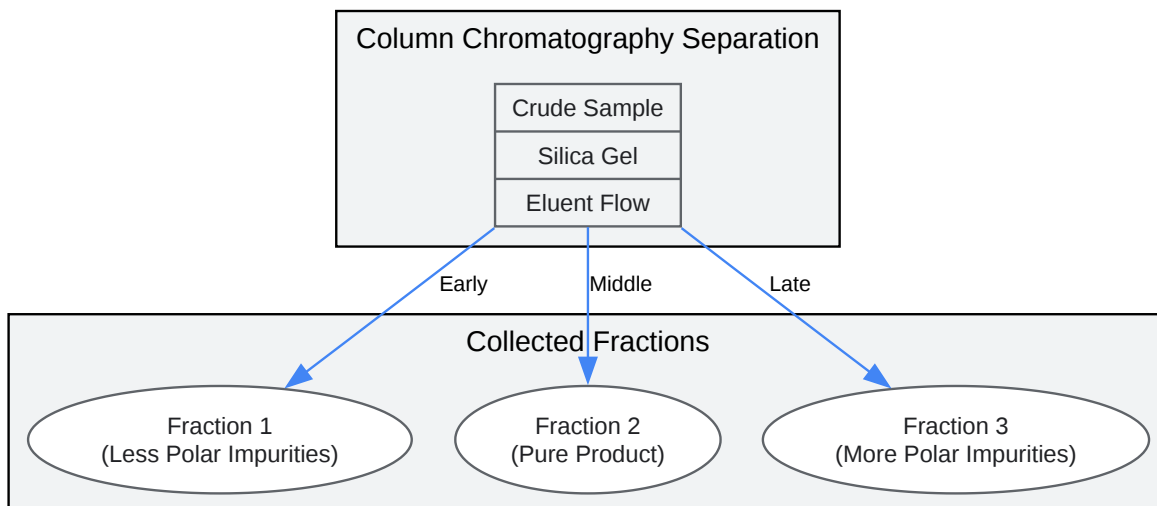 Column Chromatography Separation
Crude Sample
Silica Gel
Eluent Flow
Early
Middle
Late
Collected Fractions
Fraction 1
(Less Polar Impurities)
Fraction 2
(Pure Product)
Fraction 3
(More Polar Impurities)